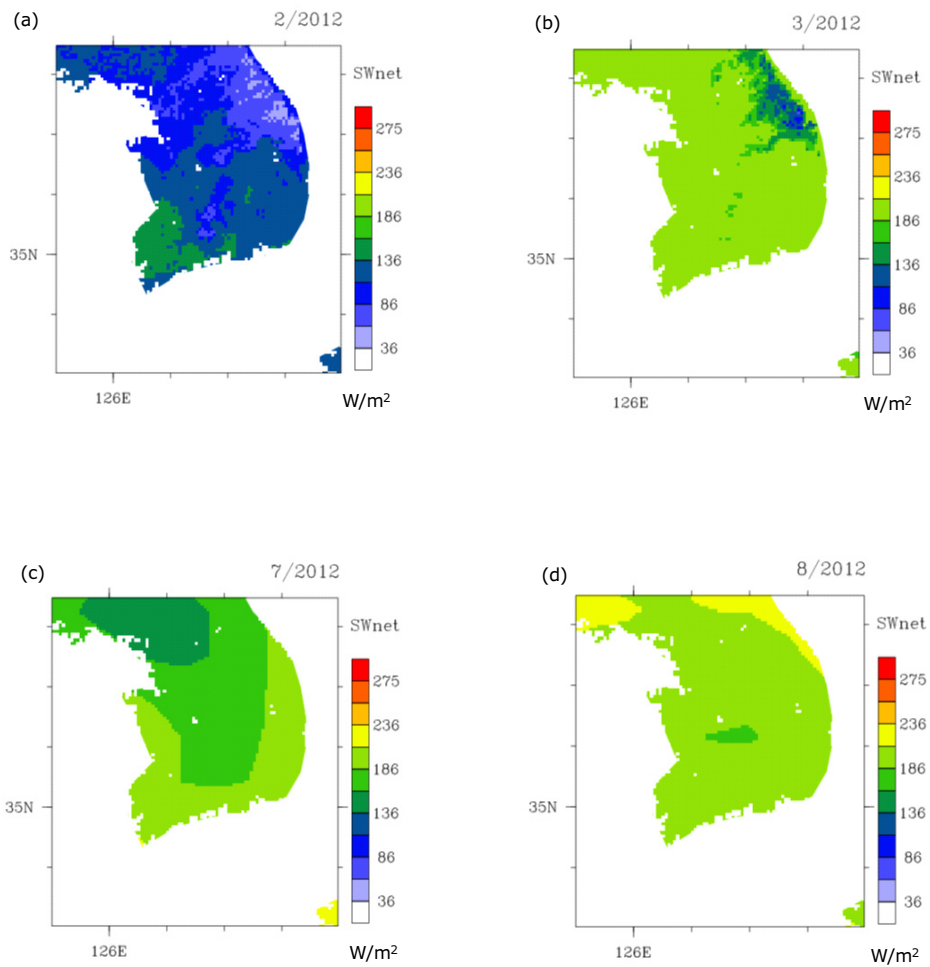 (a)
2/2012
SWnet
275
236
186
136
86
36
35N
126E
W/m²
(b)
3/2012
SWnet
275
236
186
136
86
36
35N
126E
W/m²
(c)
7/2012
SWnet
275
236
186
136
86
36
35N
126E
W/m²
(d)
8/2012
SWnet
275
236
186
136
86
36
35N
126E
W/m²